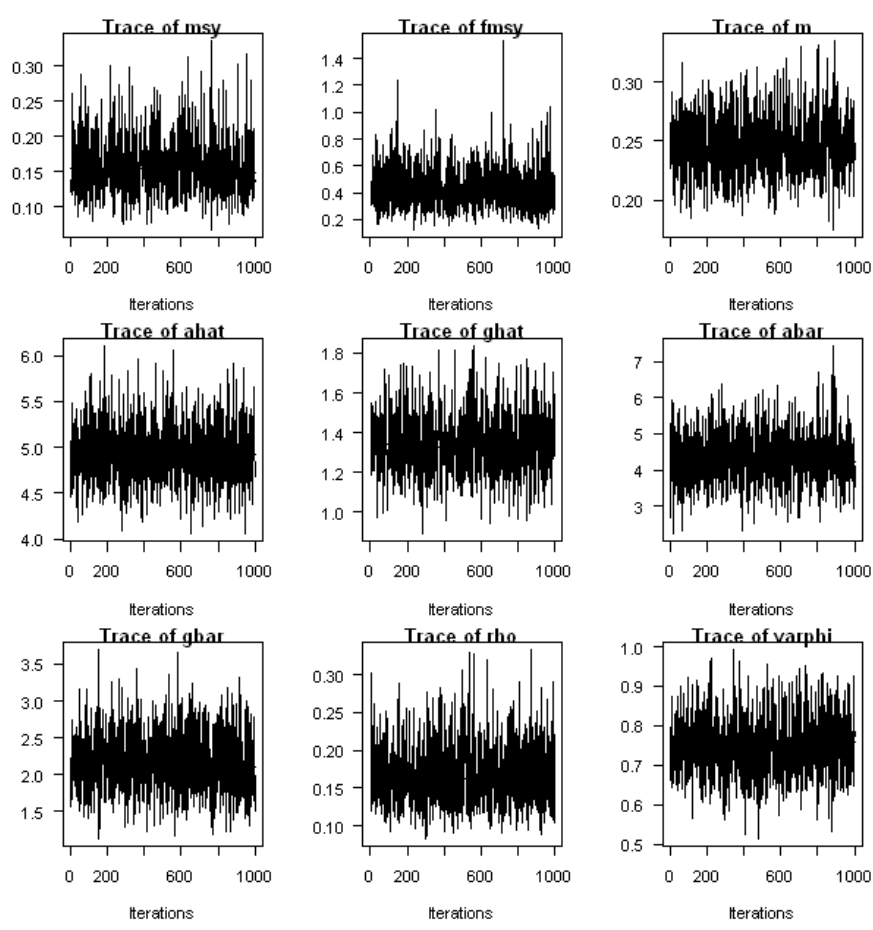 Trace of msy
Trace of fmsy
Trace of m
0.30
0.25
0.20
0.15
0.10
0 200 600 1000
Iterations
1.4
1.2
1.0
0.8
0.6
0.4
0.2
0 200 600 1000
Iterations
0.30
0.25
0.20
0 200 600 1000
Iterations
Trace of ahat
Trace of ghat
Trace of abar
6.0
5.5
5.0
4.5
4.0
0 200 600 1000
Iterations
1.8
1.6
1.4
1.2
1.0
0 200 600 1000
Iterations
7
6
5
4
3
0 200 600 1000
Iterations
Trace of gbar
Trace of rho
Trace of varphi
3.5
3.0
2.5
2.0
1.5
0 200 600 1000
Iterations
0.30
0.25
0.20
0.15
0.10
0 200 600 1000
Iterations
1.0
0.9
0.8
0.7
0.6
0.5
0 200 600 1000
Iterations